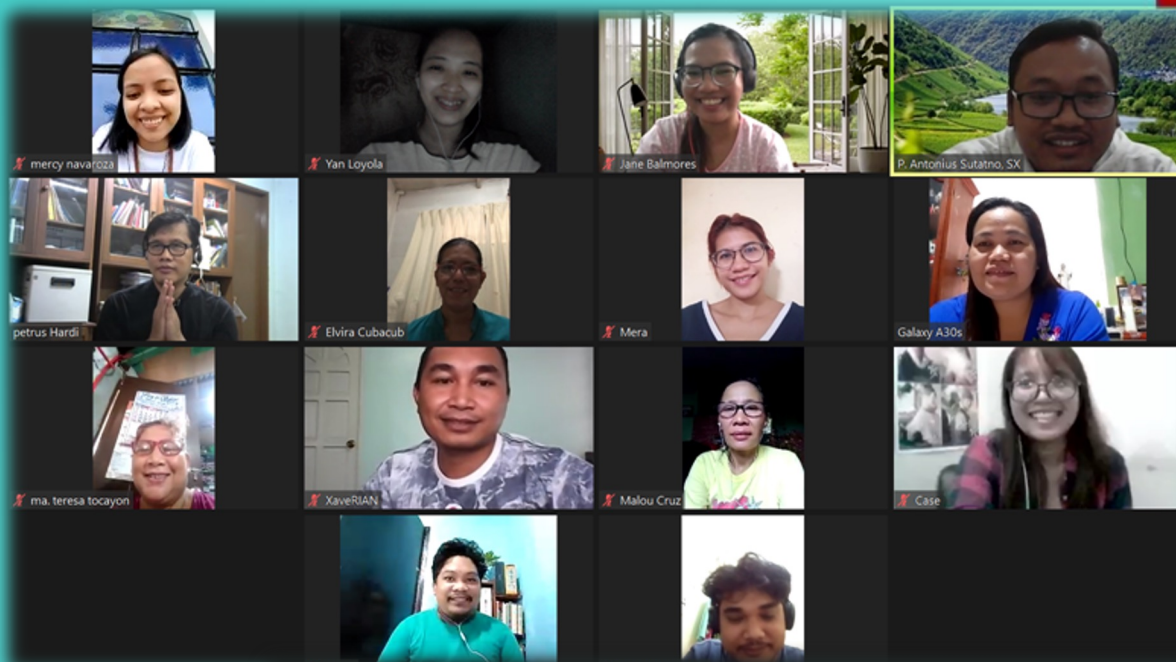 mercy navaroza
Yan Loyola
Jane Balmores
P. Antonius Sutatno, SX
petrus Hardi
Elvira Cubacub
Mera
Galaxy A30s
ma. teresa tocayon
XaveRIAN
Malou Cruz
Case